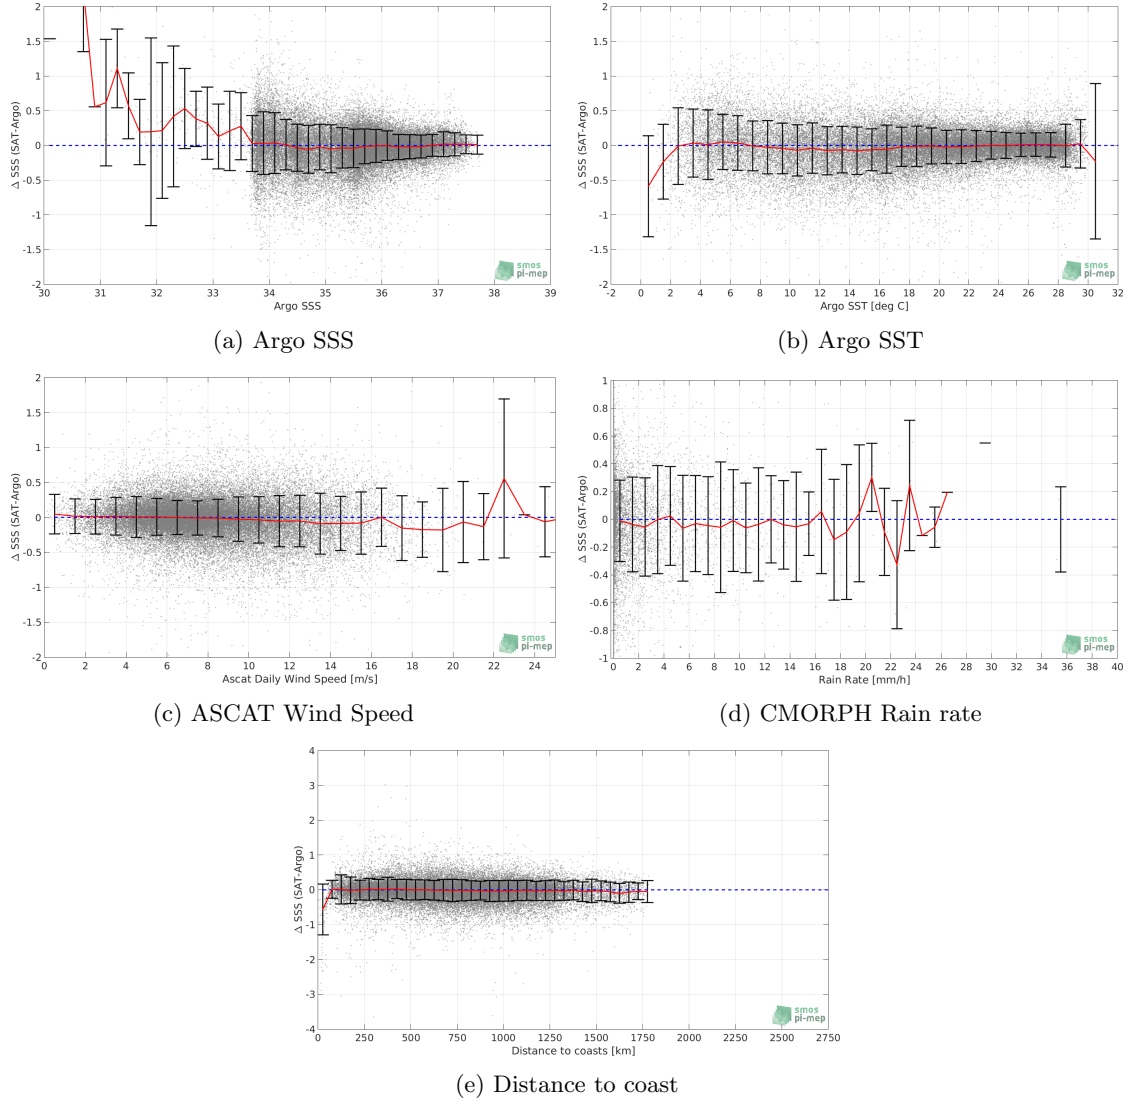 2
1.5
1
0.5
0
-0.5
-1
-1.5
-2
Δ SSS (SAT-Argo)
30 31 32 33 34 35 36 37 38 39
Argo SSS
smos
pi-mep
(a) Argo SSS
2
1.5
1
0.5
0
-0.5
-1
-1.5
-2
Δ SSS (SAT-Argo)
-2 0 2 4 6 8 10 12 14 16 18 20 22 24 26 28 30 32
Argo SST [deg C]
smos
pi-mep
(b) Argo SST
2
1.5
1
0.5
0
-0.5
-1
-1.5
-2
Δ SSS (SAT-Argo)
0 2 4 6 8 10 12 14 16 18 20 22 24
Ascat Daily Wind Speed [m/s]
smos
pi-mep
(c) ASCAT Wind Speed
1
0.8
0.6
0.4
0.2
0
-0.2
-0.4
-0.6
-0.8
-1
Δ SSS (SAT-Argo)
0 2 4 6 8 10 12 14 16 18 20 22 24 26 28 30 32 34 36 38 40
Rain Rate [mm/h]
smos
pi-mep
(d) CMORPH Rain rate
4
3
2
1
0
-1
-2
-3
-4
Δ SSS (SAT-Argo)
0 250 500 750 1000 1250 1500 1750 2000 2250 2500 2750
Distance to coasts [km]
smos
pi-mep
(e) Distance to coast